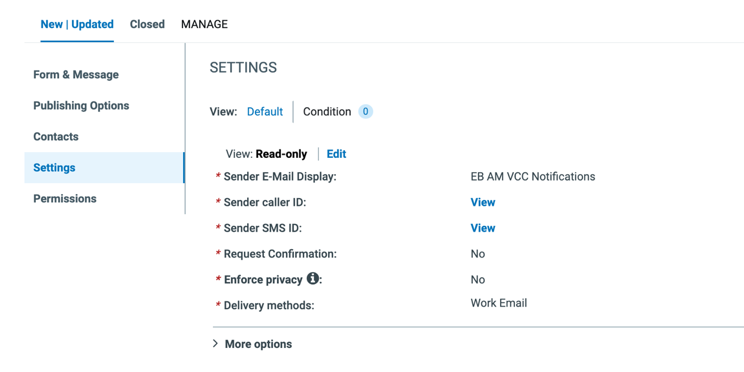 New | Updated Closed MANAGE
Form & Message
Publishing Options
Contacts
Settings
Permissions
SETTINGS
View: Default Condition 0
View: Read-only Edit
* Sender E-Mail Display: EB AM VCC Notifications
* Sender caller ID: View
* Sender SMS ID: View
* Request Confirmation: No
* Enforce privacy i: No
* Delivery methods: Work Email
More options